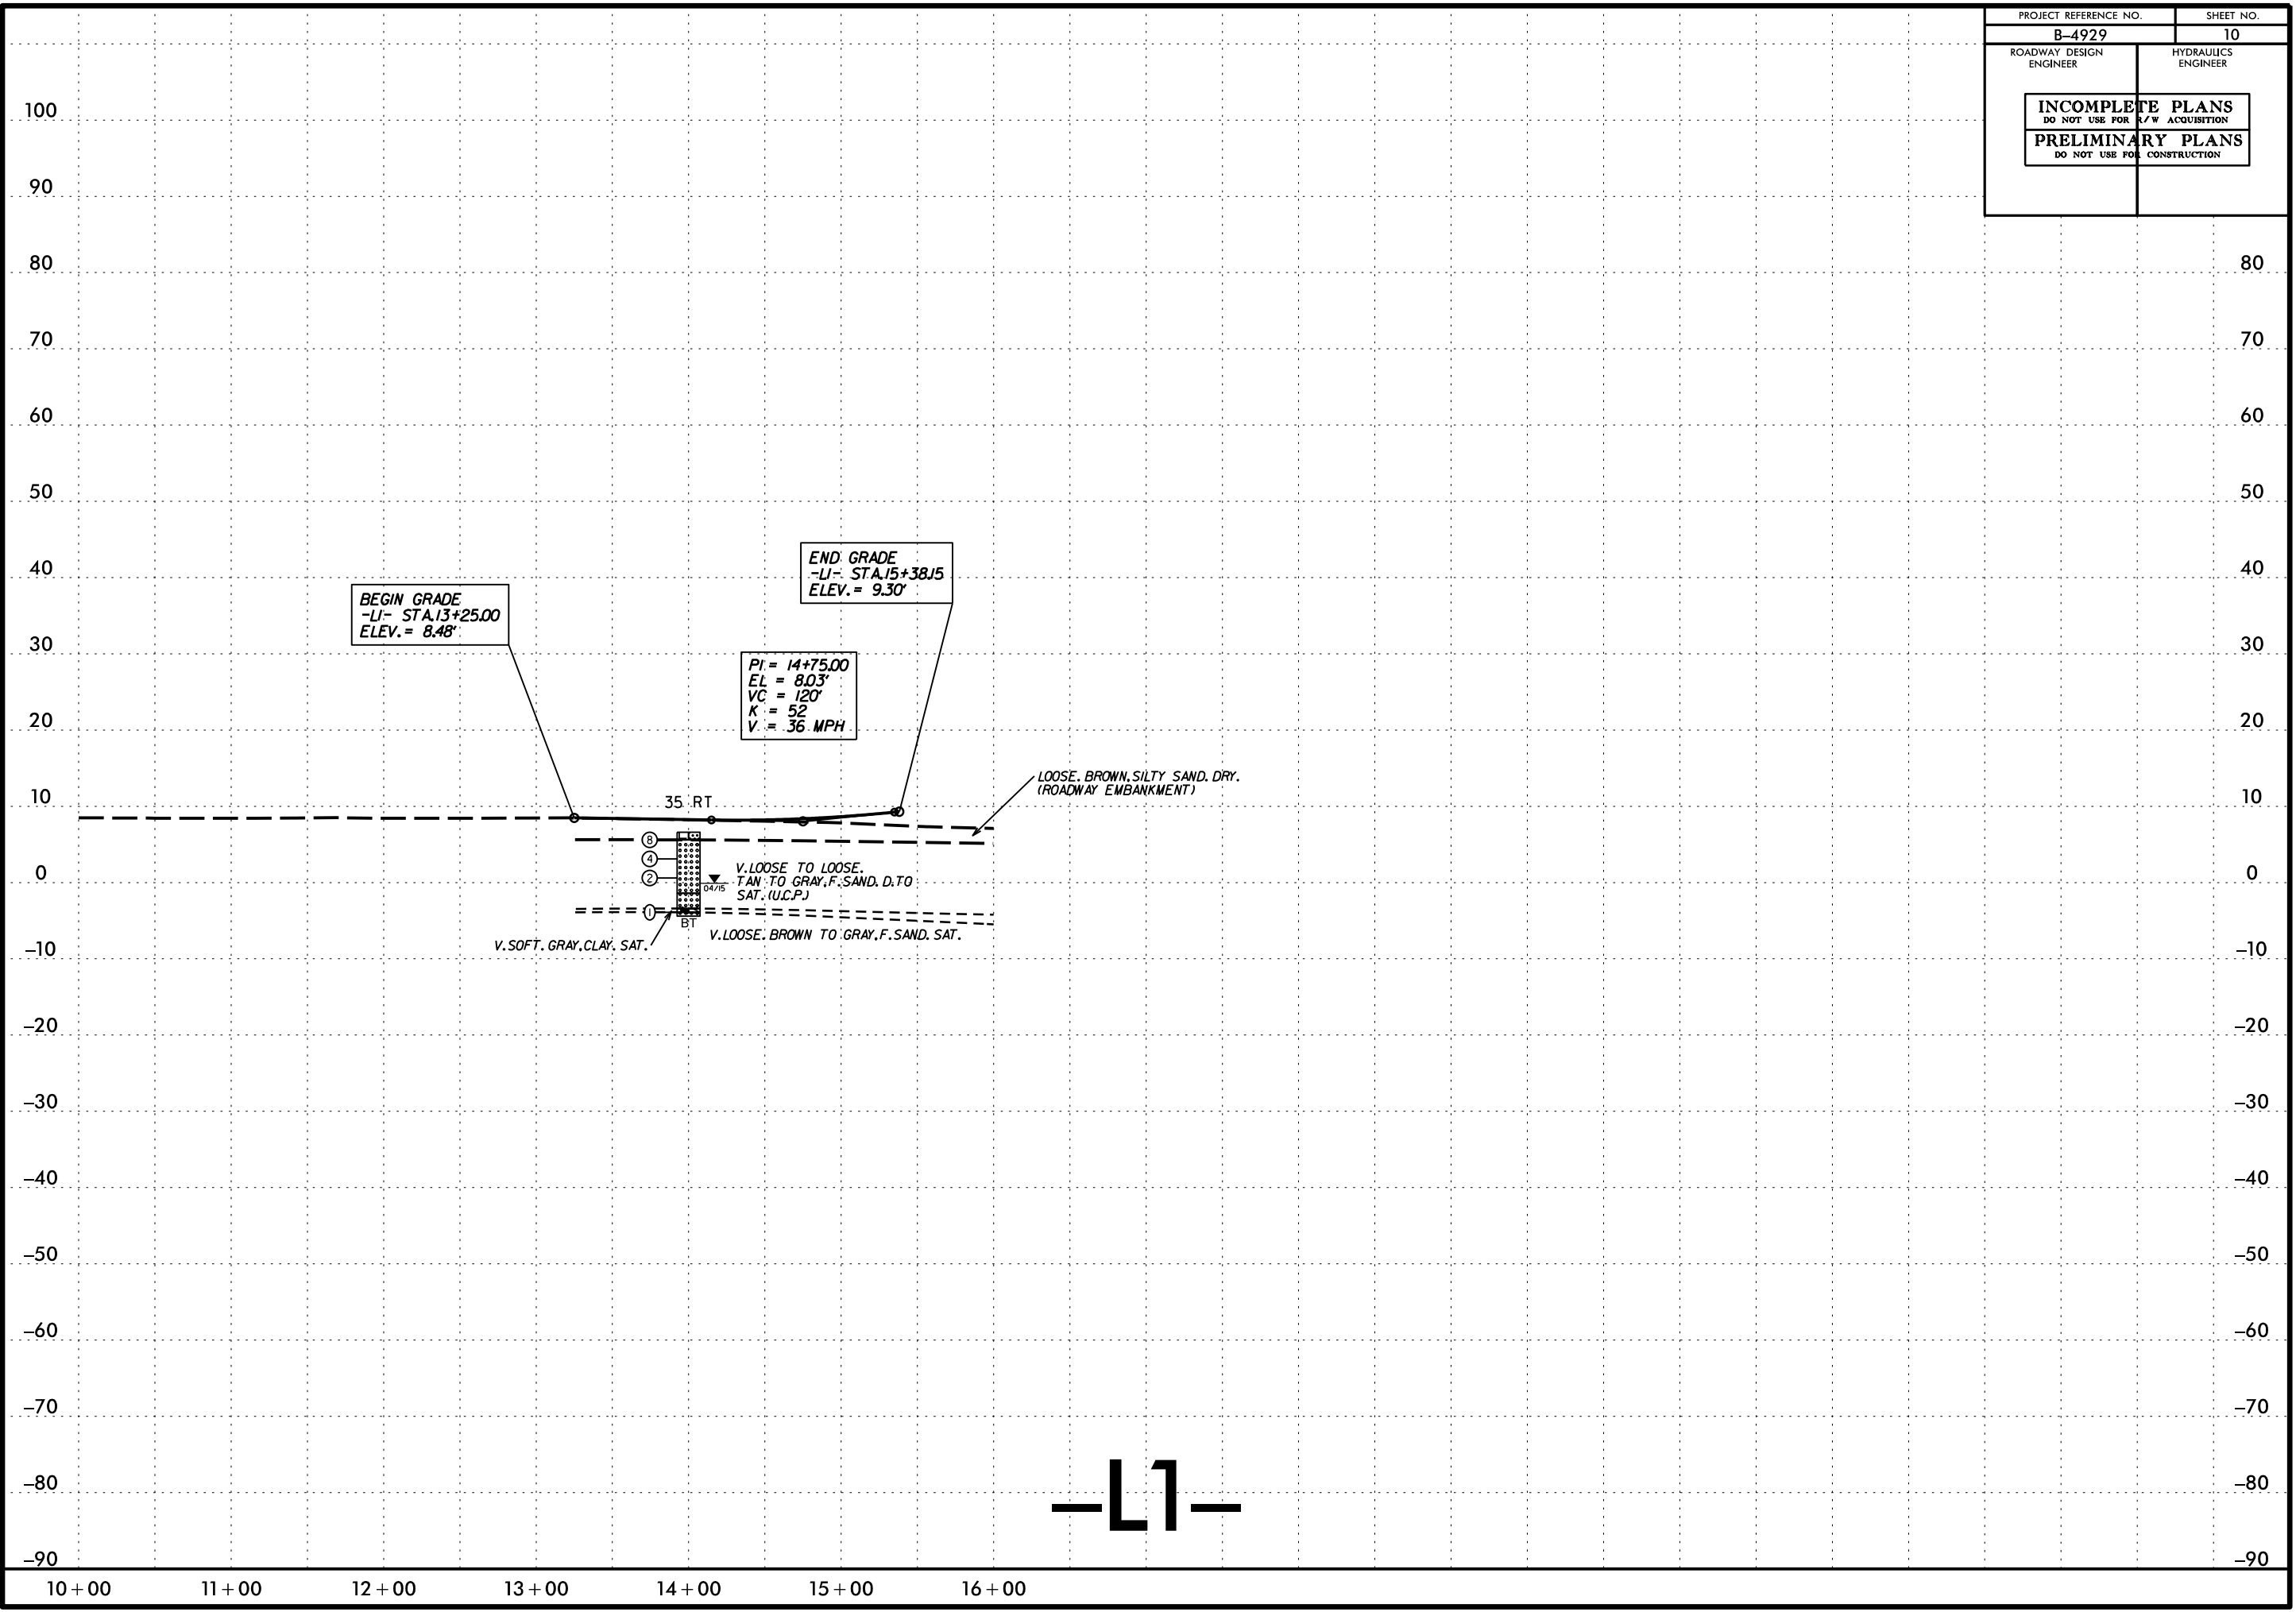 PROJECT REFERENCE NO. SHEET NO.
B–4929 10
ROADWAY DESIGN ENGINEER
HYDRAULICS ENGINEER
INCOMPLETE PLANS
DO NOT USE FOR R/W ACQUISITION
PRELIMINARY PLANS
DO NOT USE FOR CONSTRUCTION
100
90
80 80
70 70
60 60
50 50
40 40
30 30
20 20
10 10
0 0
–10 –10
–20 –20
–30 –30
–40 –40
–50 –50
–60 –60
–70 –70
–80 –80
–90 –90
BEGIN GRADE
-L1- STA.13+25.00
ELEV. = 8.48'
END GRADE
-L1- STA.15+38.15
ELEV. = 9.30'
PI = 14+75.00
EL = 8.03'
VC = 120'
K = 52
V = 36 MPH
LOOSE. BROWN, SILTY SAND. DRY.
(ROADWAY EMBANKMENT)
35 RT
8
4
2
1
04/15
BT
V.LOOSE TO LOOSE.
TAN TO GRAY, F. SAND. D. TO
SAT. (U.C.P.)
V.SOFT. GRAY, CLAY. SAT.
V.LOOSE. BROWN TO GRAY, F. SAND. SAT.
–L1–
10+00 11+00 12+00 13+00 14+00 15+00 16+00